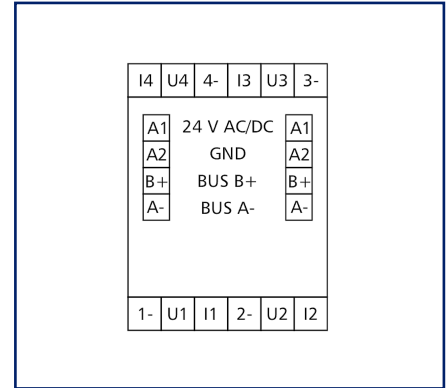 I4 U4 4- I3 U3 3-
A1 24 V AC/DC A1
A2 GND A2
B+ BUS B+ B+
A- BUS A- A-
1- U1 I1 2- U2 I2